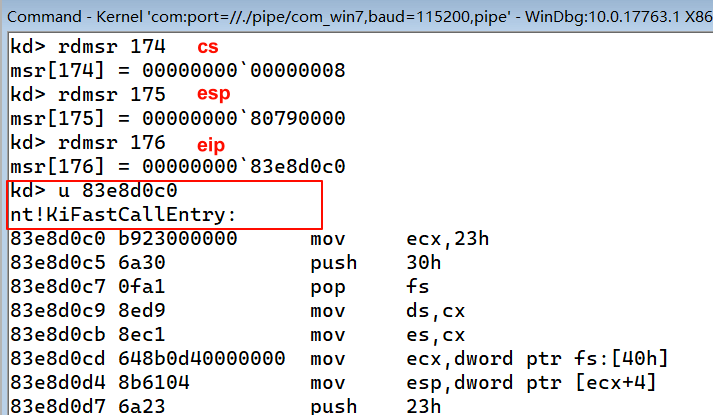 Command - Kernel 'com:port=//./pipe/com_win7,baud=115200,pipe' - WinDbg:10.0.17763.1 X86
kd> rdmsr 174 cs
msr[174] = 00000000`00000008
kd> rdmsr 175 esp
msr[175] = 00000000`80790000
kd> rdmsr 176 eip
msr[176] = 00000000`83e8d0c0
kd> u 83e8d0c0
nt!KiFastCallEntry:
83e8d0c0 b923000000 mov ecx,23h
83e8d0c5 6a30 push 30h
83e8d0c7 0fa1 pop fs
83e8d0c9 8ed9 mov ds,cx
83e8d0cb 8ec1 mov es,cx
83e8d0cd 648b0d40000000 mov ecx,dword ptr fs:[40h]
83e8d0d4 8b6104 mov esp,dword ptr [ecx+4]
83e8d0d7 6a23 push 23h